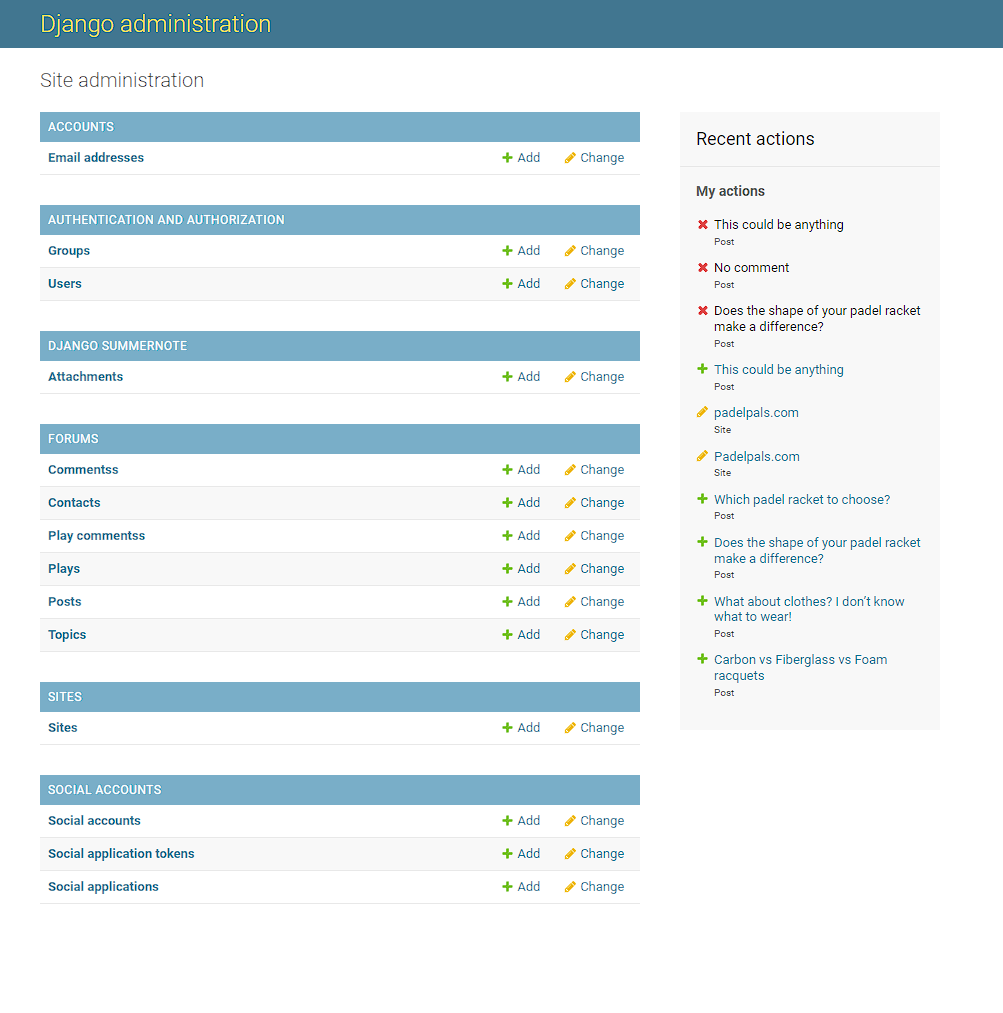 Django administration
Site administration
ACCOUNTS
Email addresses Add Change
AUTHENTICATION AND AUTHORIZATION
Groups Add Change
Users Add Change
DJANGO SUMMERNOTE
Attachments Add Change
FORUMS
Commentss Add Change
Contacts Add Change
Play commentss Add Change
Plays Add Change
Posts Add Change
Topics Add Change
SITES
Sites Add Change
SOCIAL ACCOUNTS
Social accounts Add Change
Social application tokens Add Change
Social applications Add Change
Recent actions
My actions
This could be anything
Post
No comment
Post
Does the shape of your padel racket
make a difference?
Post
This could be anything
Post
padelpals.com
Site
Padelpals.com
Site
Which padel racket to choose?
Post
Does the shape of your padel racket
make a difference?
Post
What about clothes? I don’t know
what to wear!
Post
Carbon vs Fiberglass vs Foam
racquets
Post